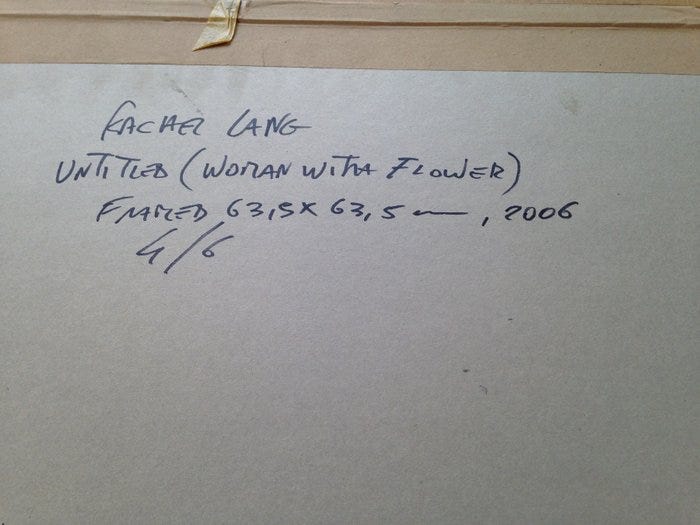 RACHEL LANG
UNTITLED (WOMAN WITH A FLOWER)
FRAMED 63,5 X 63,5 cm, 2006
4/6